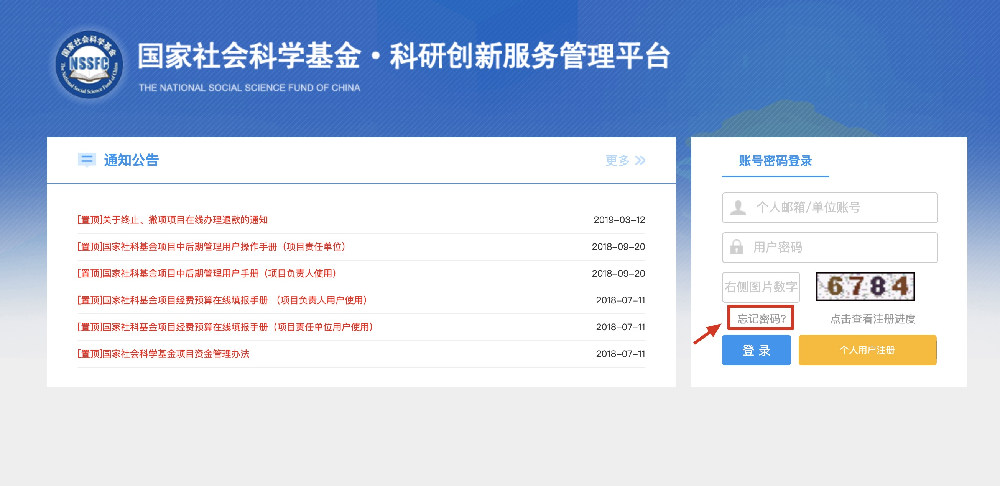 国家社会科学基金
NSSFC
The National Social Science Fund of China
国家社会科学基金·科研创新服务管理平台
THE NATIONAL SOCIAL SCIENCE FUND OF CHINA
通知公告
更多
[置顶]关于终止、撤项项目在线办理退款的通知 2019-03-12
[置顶]国家社科基金项目中后期管理用户操作手册（项目责任单位） 2018-09-20
[置顶]国家社科基金项目中后期管理用户手册（项目负责人使用） 2018-09-20
[置顶]国家社科基金项目经费预算在线填报手册 （项目负责人用户使用） 2018-07-11
[置顶]国家社科基金项目经费预算在线填报手册（项目责任单位用户使用） 2018-07-11
[置顶]国家社会科学基金项目资金管理办法 2018-07-11
账号密码登录
个人邮箱/单位账号
用户密码
右侧图片数字 6784
忘记密码? 点击查看注册进度
登 录 个人用户注册